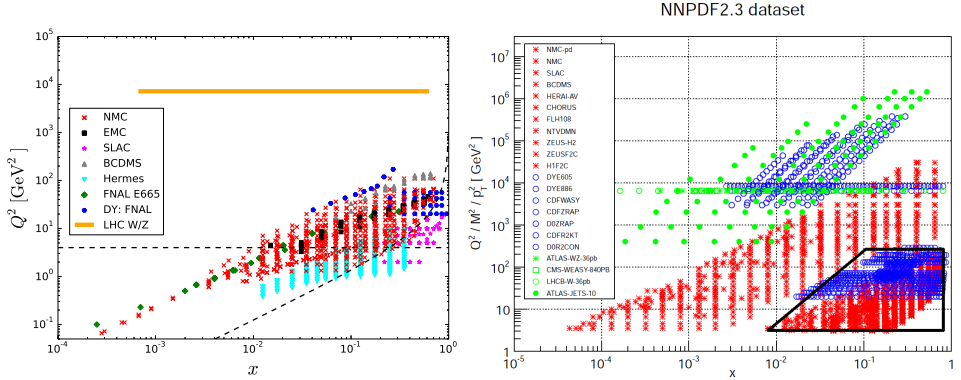 10^5
10^4
10^3
10^2
10^1
10^0
10^-1
Q^2 [GeV^2]
NMC
EMC
SLAC
BCDMS
Hermes
FNAL E665
DY: FNAL
LHC W/Z
10^-4
10^-3
10^-2
10^-1
10^0
x
NNPDF2.3 dataset
Q^2 / M^2 / p_T^2 [ GeV^2 ]
10^7
10^6
10^5
10^4
10^3
10^2
10
1
NMC-pd
NMC
SLAC
BCDMS
HERAI-AV
CHORUS
FLH108
NTVDMN
ZEUS-H2
ZEUSF2C
H1F2C
DYE605
DYE886
CDFWASY
CDFZRAP
D0ZRAP
CDFR2KT
D0R2CON
ATLAS-WZ-36pb
CMS-WEASY-840PB
LHCB-W-36pb
ATLAS-JETS-10
10^-5
10^-4
10^-3
10^-2
10^-1
1
x